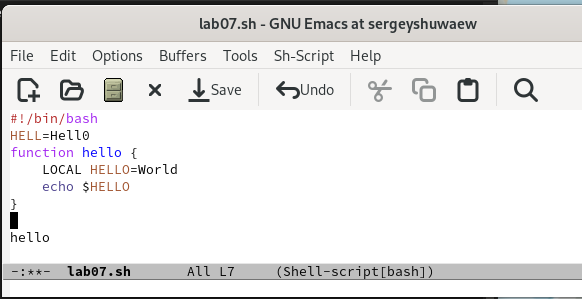 lab07.sh - GNU Emacs at sergeyshuwaew
File Edit Options Buffers Tools Sh-Script Help
Save Undo
#!/bin/bash
HELL=Hell0
function hello {
    LOCAL HELLO=World
    echo $HELLO
}
hello
-:**-  lab07.sh       All L7     (Shell-script[bash])